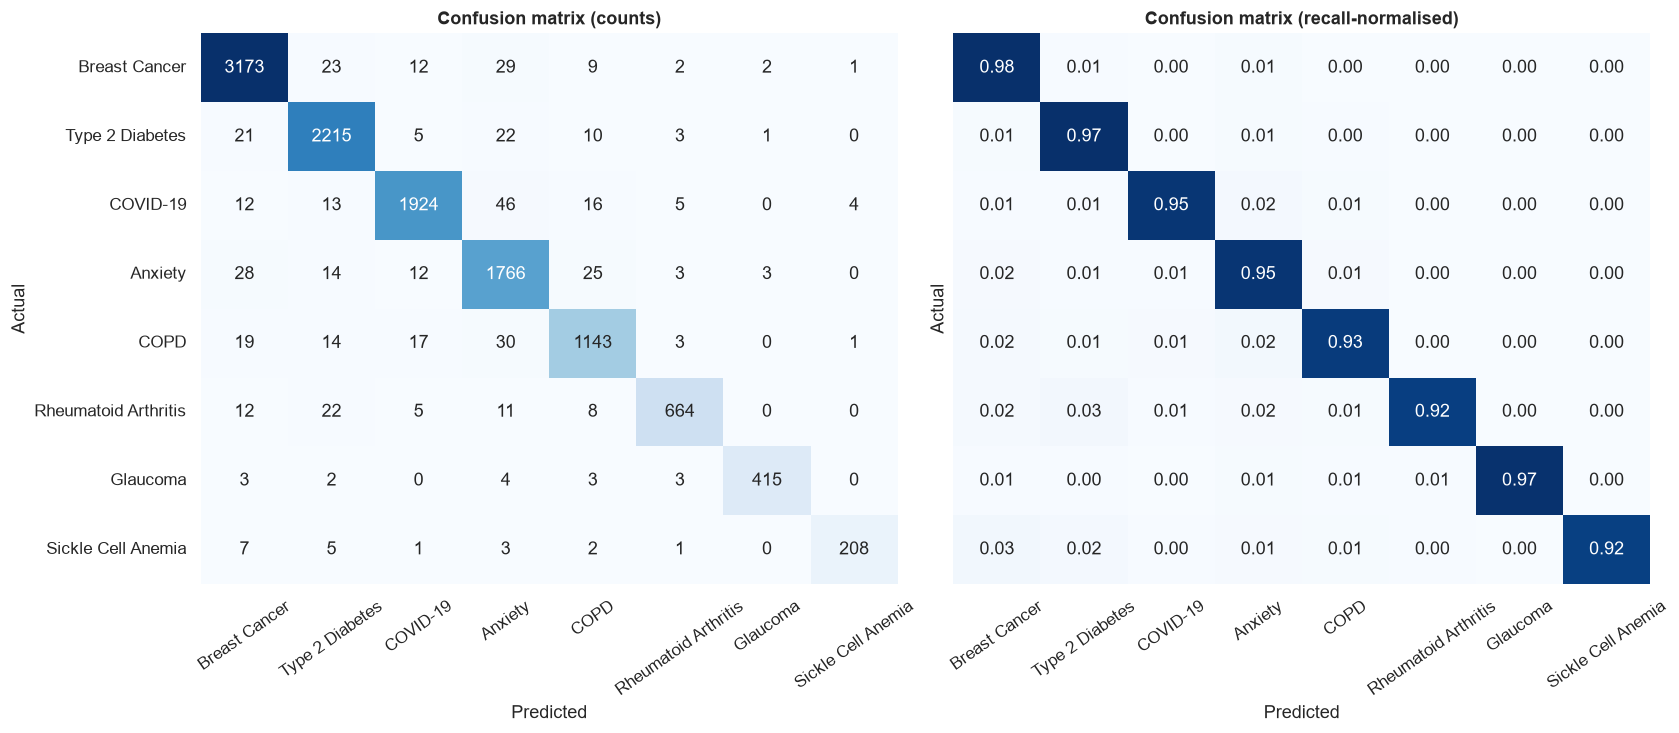 Confusion matrix (counts)
Breast Cancer 3173 23 12 29 9 2 2 1
Type 2 Diabetes 21 2215 5 22 10 3 1 0
COVID-19 12 13 1924 46 16 5 0 4
Anxiety 28 14 12 1766 25 3 3 0
COPD 19 14 17 30 1143 3 0 1
Rheumatoid Arthritis 12 22 5 11 8 664 0 0
Glaucoma 3 2 0 4 3 3 415 0
Sickle Cell Anemia 7 5 1 3 2 1 0 208
Actual
Breast Cancer Type 2 Diabetes COVID-19 Anxiety COPD Rheumatoid Arthritis Glaucoma Sickle Cell Anemia
Predicted
Confusion matrix (recall-normalised)
0.98 0.01 0.00 0.01 0.00 0.00 0.00 0.00
0.01 0.97 0.00 0.01 0.00 0.00 0.00 0.00
0.01 0.01 0.95 0.02 0.01 0.00 0.00 0.00
0.02 0.01 0.01 0.95 0.01 0.00 0.00 0.00
0.02 0.01 0.01 0.02 0.93 0.00 0.00 0.00
0.02 0.03 0.01 0.02 0.01 0.92 0.00 0.00
0.01 0.00 0.00 0.01 0.01 0.01 0.97 0.00
0.03 0.02 0.00 0.01 0.01 0.00 0.00 0.92
Actual
Breast Cancer Type 2 Diabetes COVID-19 Anxiety COPD Rheumatoid Arthritis Glaucoma Sickle Cell Anemia
Predicted